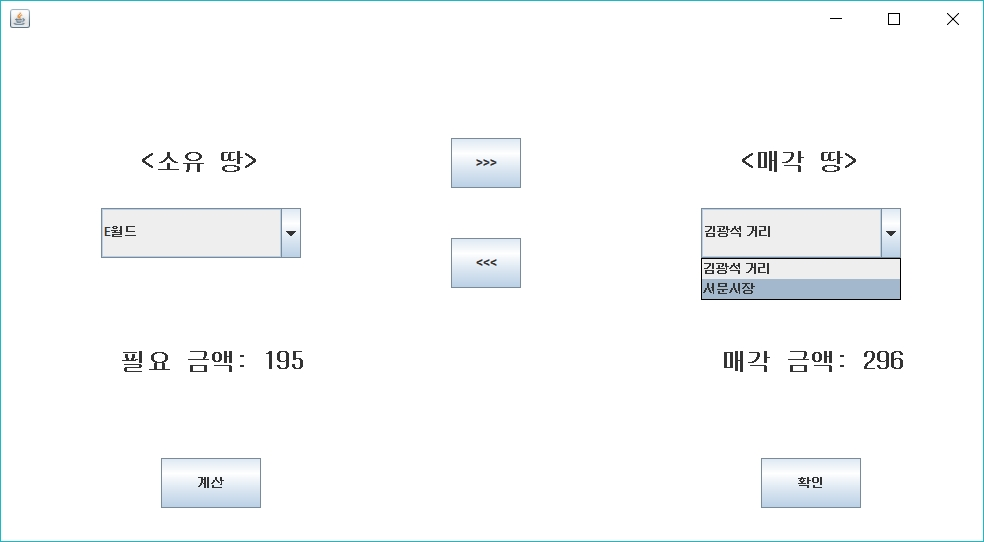 <소유 땅>
>>>
<매각 땅>
E월드
김광석 거리
<<<
김광석 거리
서문시장
필요 금액: 195
매각 금액: 296
계산
확인